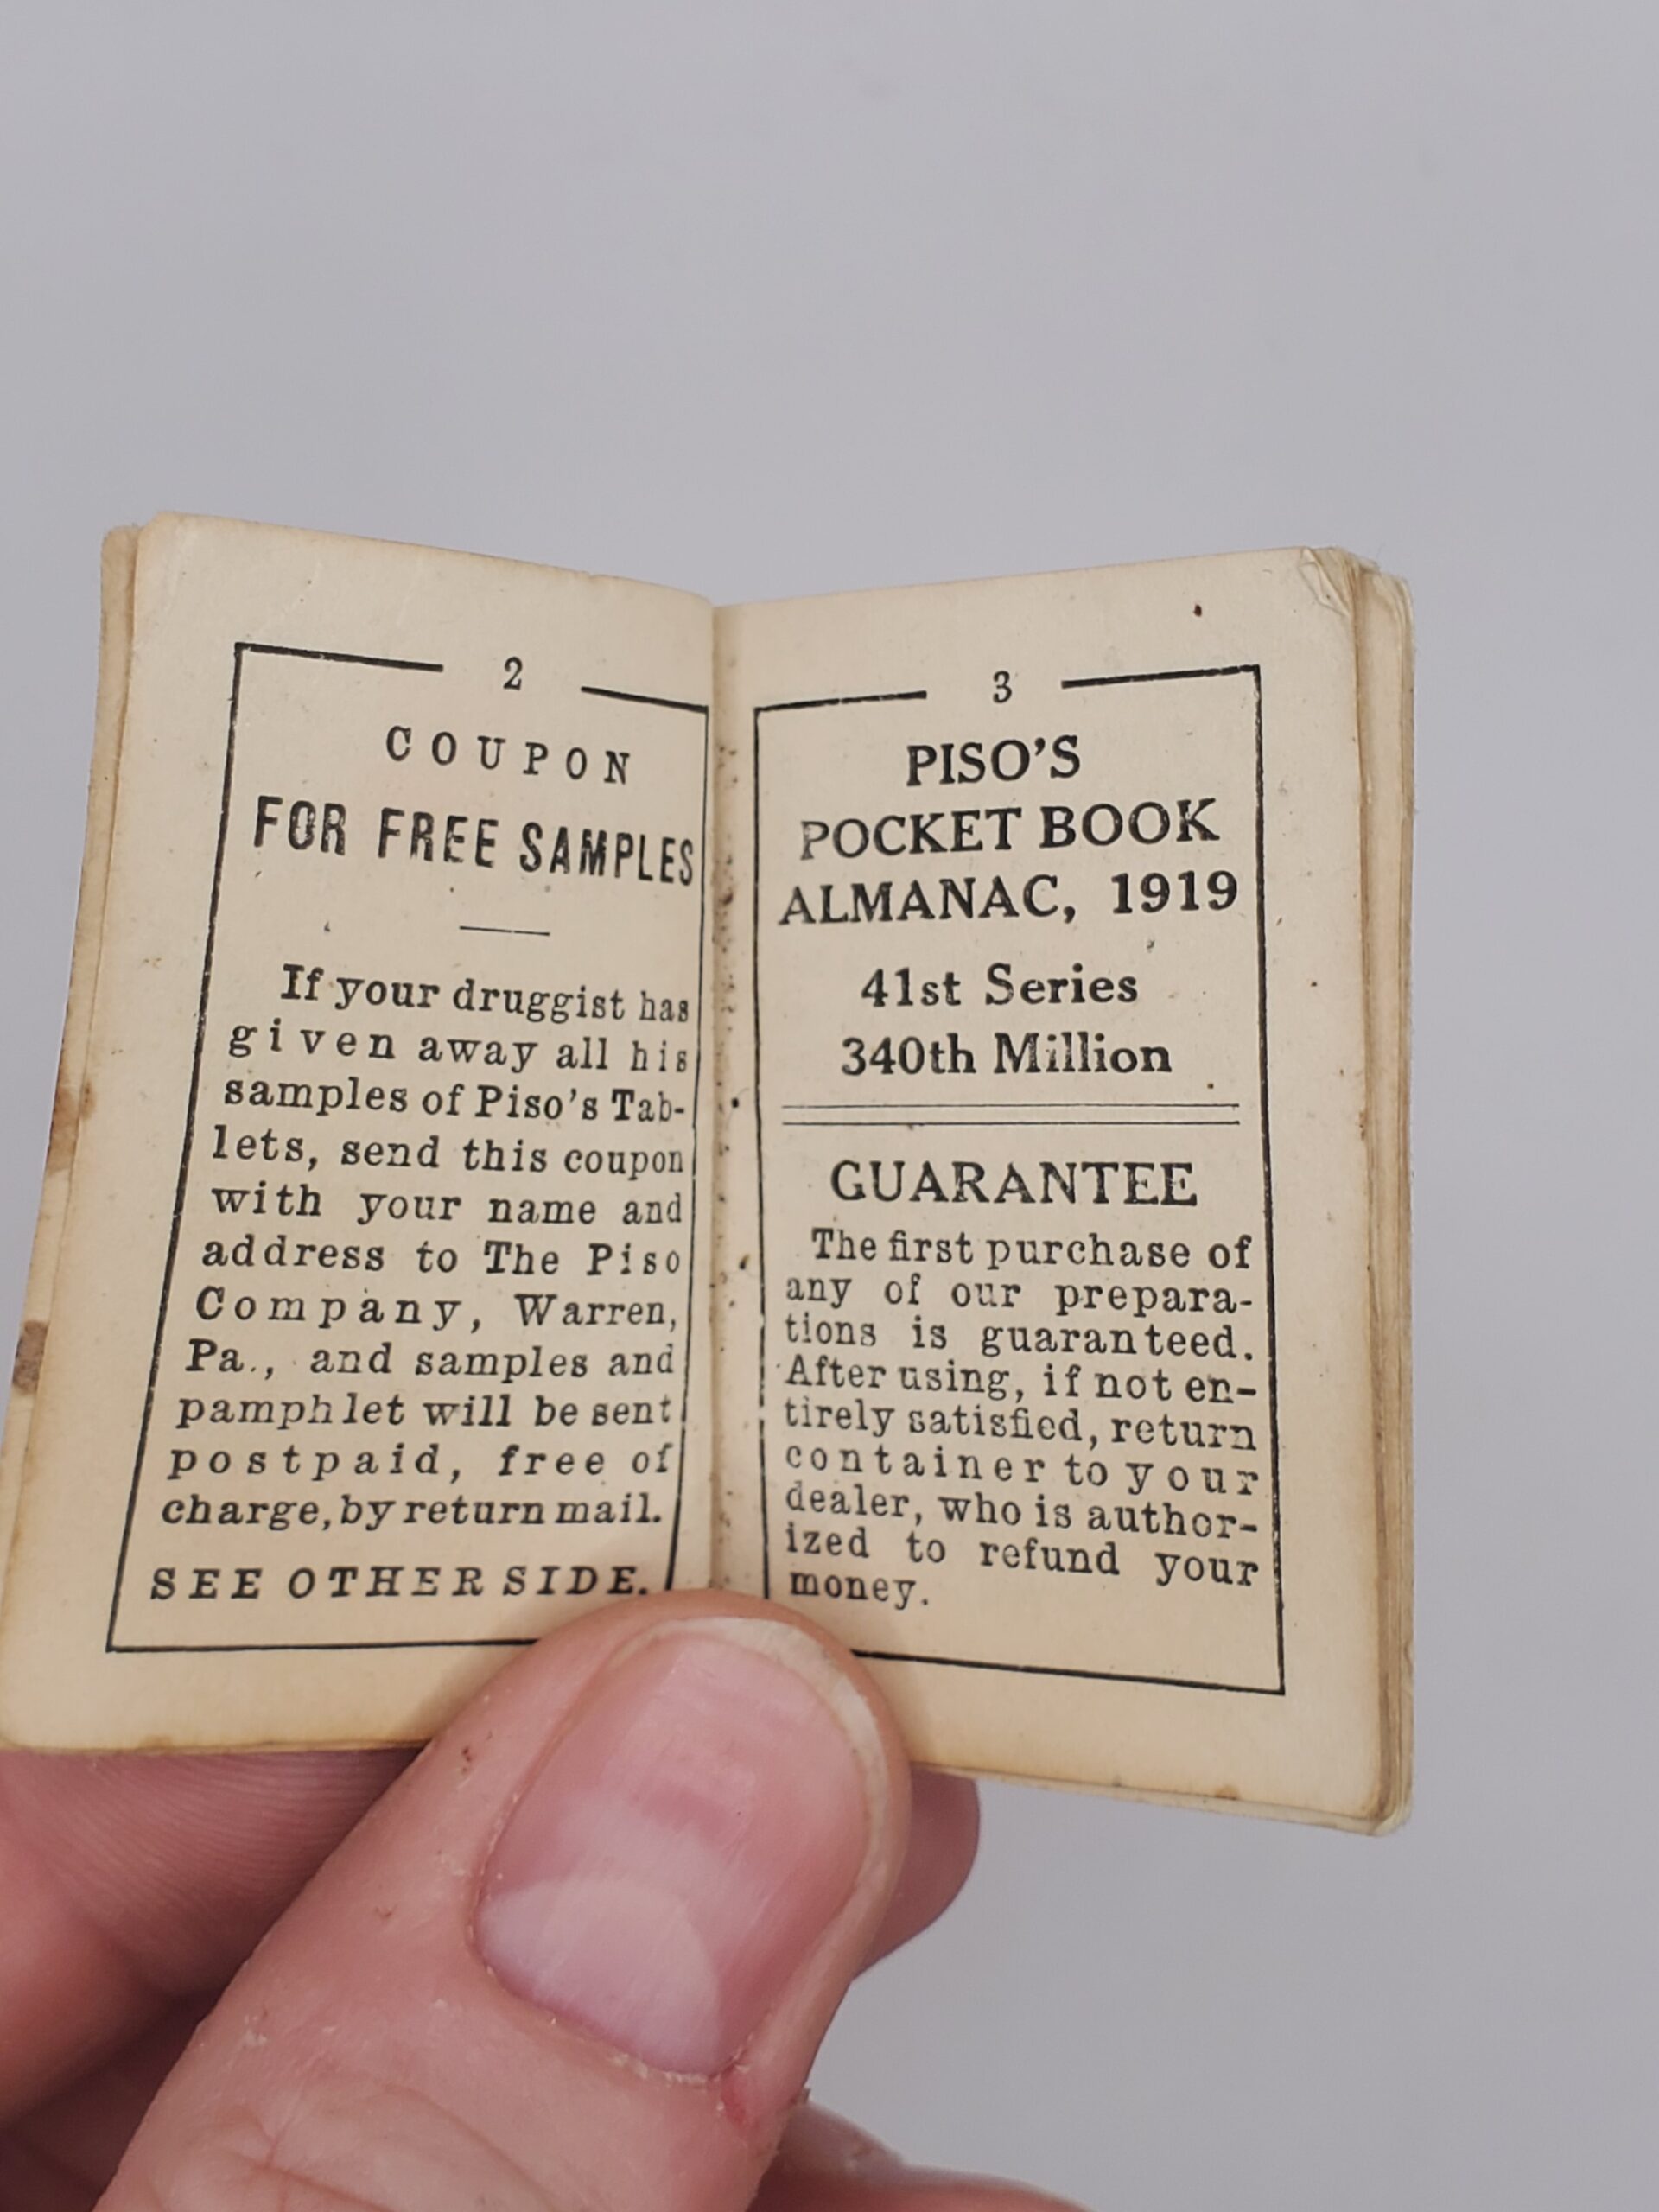 2
COUPON
FOR FREE SAMPLES
If your druggist has
given away all his
samples of Piso's Tab-
lets, send this coupon
with your name and
address to The Piso
Company, Warren,
Pa., and samples and
pamphlet will be sent
postpaid, free of
charge, by return mail.
SEE OTHER SIDE.
3
PISO'S
POCKET BOOK
ALMANAC, 1919
41st Series
340th Million
GUARANTEE
The first purchase of
any of our prepara-
tions is guaranteed.
After using, if not en-
tirely satisfied, return
container to your
dealer, who is author-
ized to refund your
money.